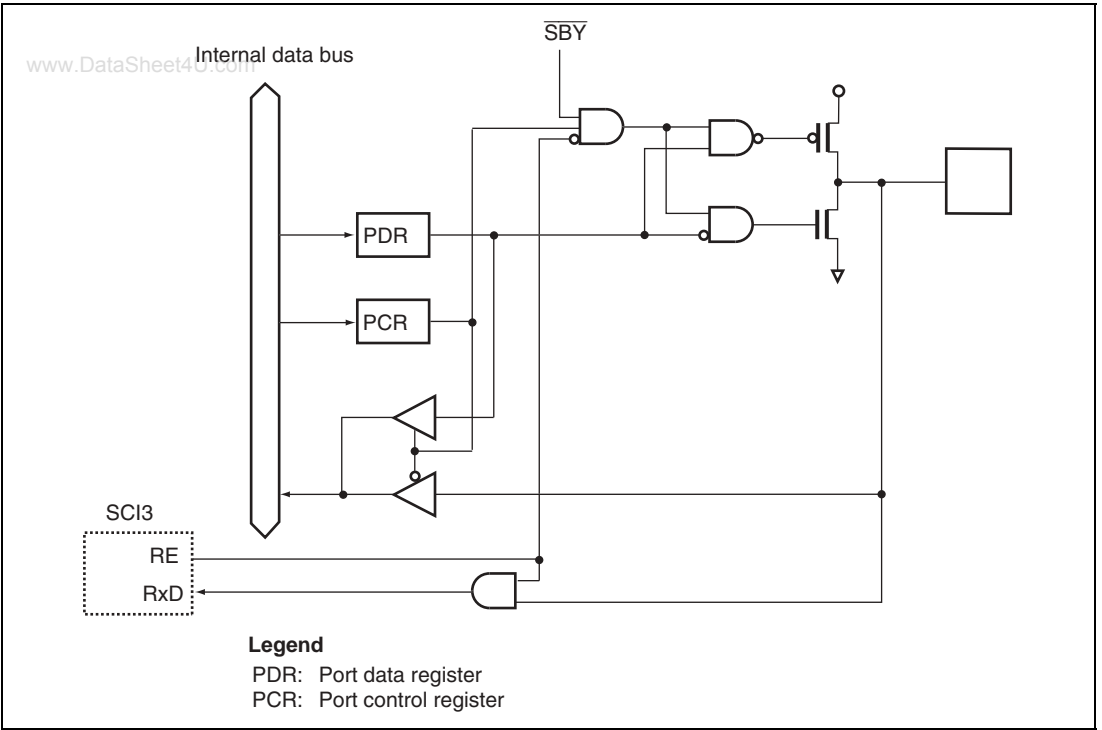 www.DataSheet4U.com
Internal data bus
SBY
PDR
PCR
SCI3
RE
RxD
Legend
PDR: Port data register
PCR: Port control register